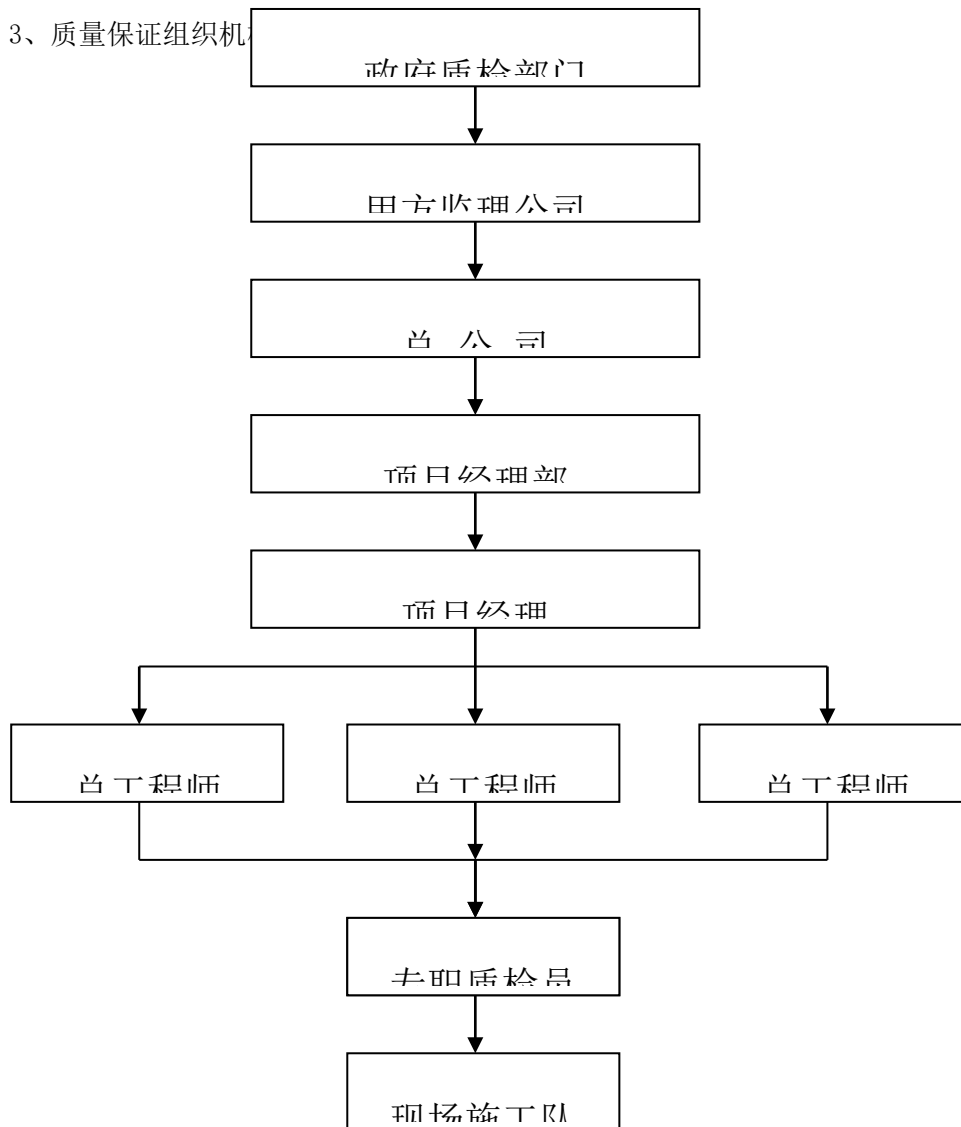 3、质量保证组织机构
政府质检部门
甲方监理公司
总 公 司
项目经理部
项目经理
总工程师 总工程师 总工程师
专职质检员
现场施工队